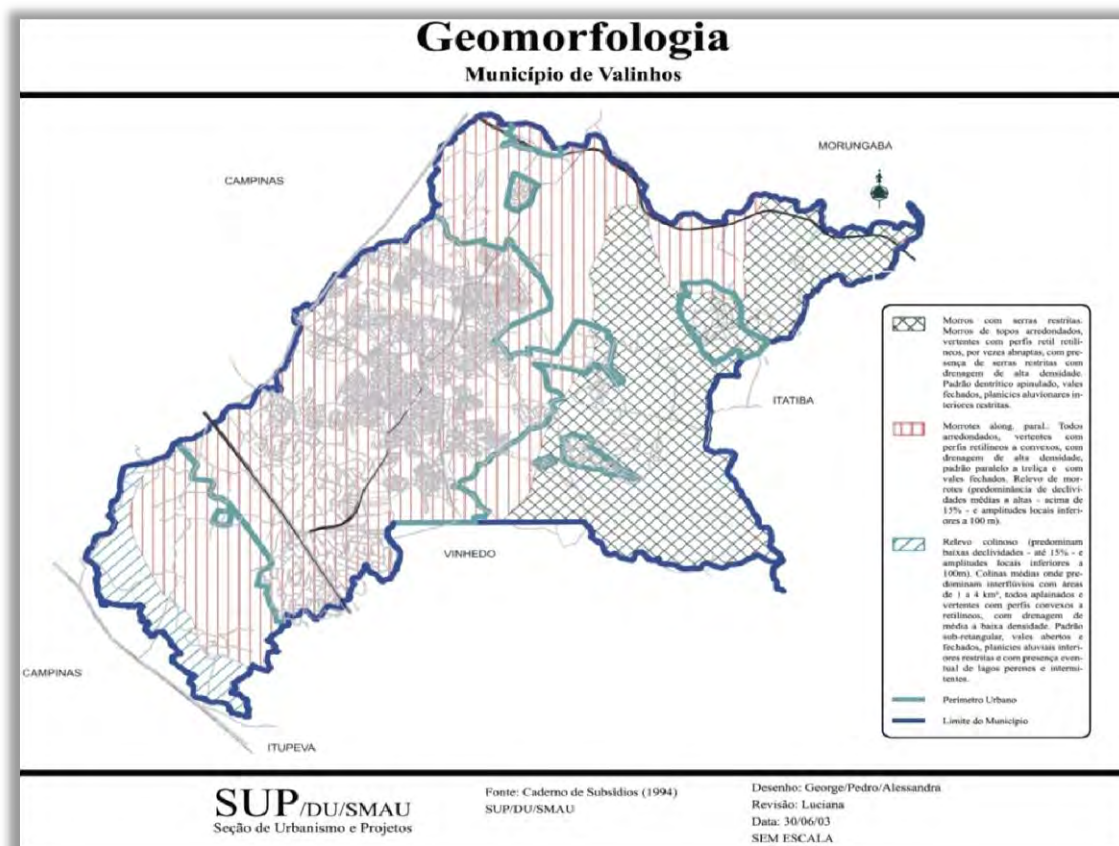 Geomorfologia
Município de Valinhos
CAMPINAS
MORUNGABA
ITATIBA
VINHEDO
CAMPINAS
ITUPEVA
Morros com serras restritas.
Morros de topos arredondados,
vertentes com perfis retil retilí-
neos, por vezes abruptas, com pre-
sença de serras restritas com
drenagem de alta densidade.
Padrão dentrítico apinulado, vales
fechados, planícies aluvionares in-
teriores restritas.
Morrotes along. paral.. Todos
arredondados, vertentes com
perfis retilíneos a convexos, com
drenagem de alta densidade,
padrão paralelo a treliça e com
vales fechados. Relevo de mor-
rotes (predominância de declivi-
dades médias a altas - acima de
15% - e amplitudes locais inferi-
ores a 100 m).
Relevo colinoso (predominam
baixas declividades - até 15% - e
amplitudes locais inferiores a
100m). Colinas médias onde pre-
dominam interflúvios com áreas
de 1 a 4 km², todos aplainados e
vertentes com perfis convexos a
retilíneos, com drenagem de
média a baixa densidade. Padrão
sub-retangular, vales abertos e
fechados, planícies aluviais interi-
ores restritas e com presença even-
tual de lagos perenes e intermi-
tentes.
Perímetro Urbano
Limite do Município
SUP/DU/SMAU
Seção de Urbanismo e Projetos
Fonte: Caderno de Subsídios (1994)
SUP/DU/SMAU
Desenho: George/Pedro/Alessandra
Revisão: Luciana
Data: 30/06/03
SEM ESCALA